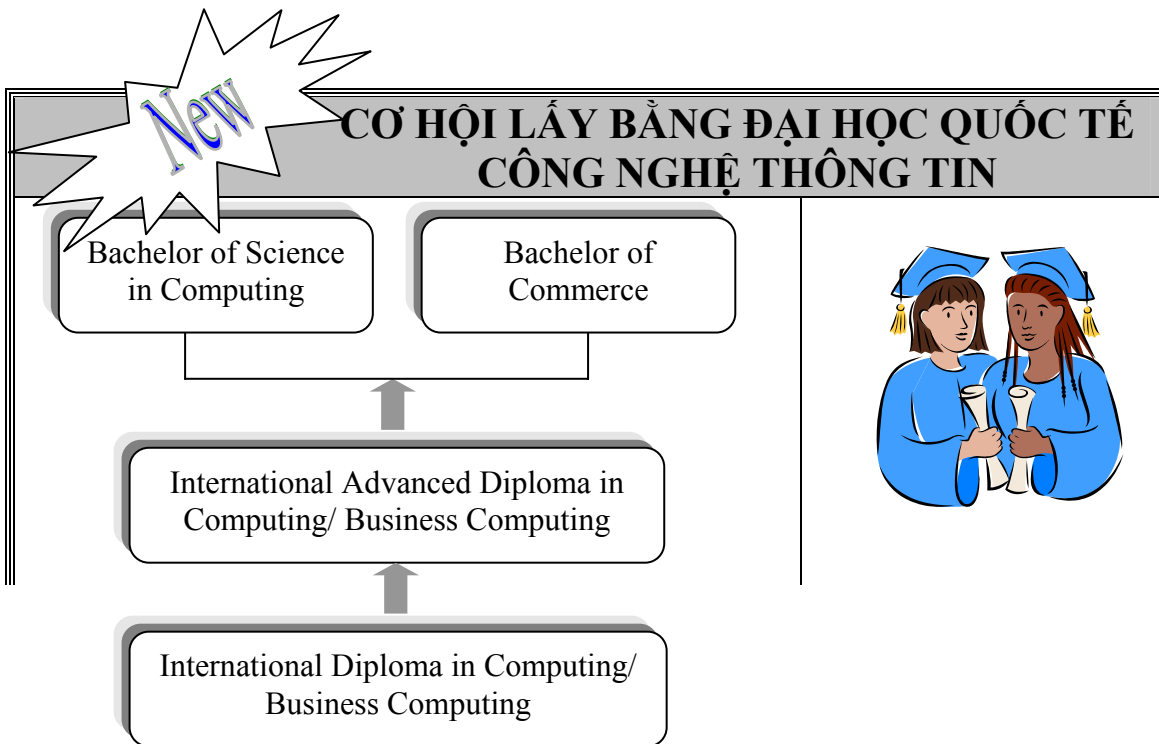 New
CƠ HỘI LẤY BẰNG ĐẠI HỌC QUỐC TẾ
CÔNG NGHỆ THÔNG TIN
Bachelor of Science
in Computing
Bachelor of
Commerce
International Advanced Diploma in
Computing/ Business Computing
International Diploma in Computing/
Business Computing